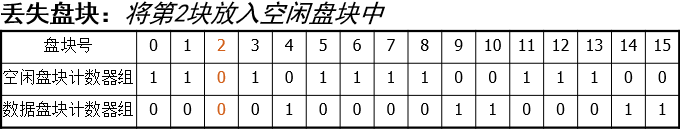 丢失盘块：将第2块放入空闲盘块中
盘块号 0 1 2 3 4 5 6 7 8 9 10 11 12 13 14 15
空闲盘块计数器组 1 1 0 1 0 1 1 1 1 0 0 1 1 1 0 0
数据盘块计数器组 0 0 0 0 1 0 0 0 0 1 1 0 0 0 1 1